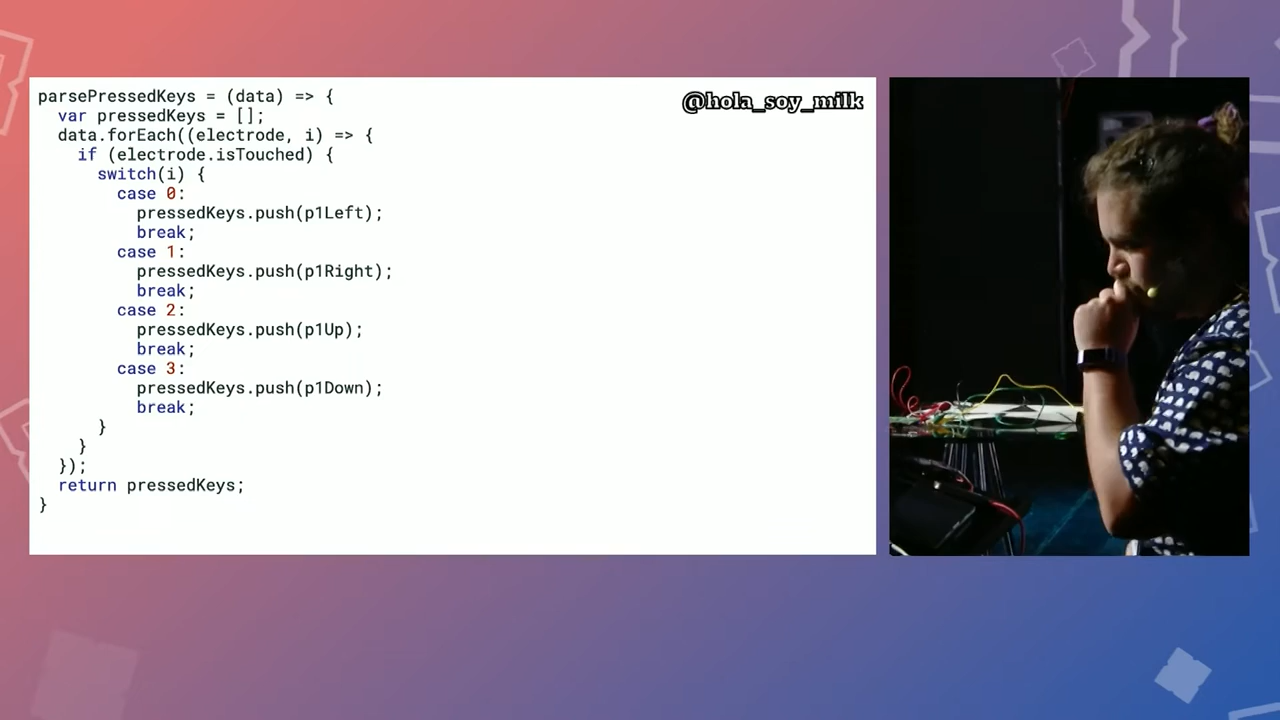 parsePressedKeys = (data) => {
@hola_soy_milk
var pressedKeys = [];
data.forEach((electrode, i) => {
if (electrode.isTouched) {
switch(i) {
case 0:
pressedKeys.push(p1Left);
break;
case 1:
pressedKeys.push(p1Right);
break;
case 2:
pressedKeys.push(p1Up);
break;
case 3:
pressedKeys.push(p1Down);
break;
}
}
});
return pressedKeys;
}